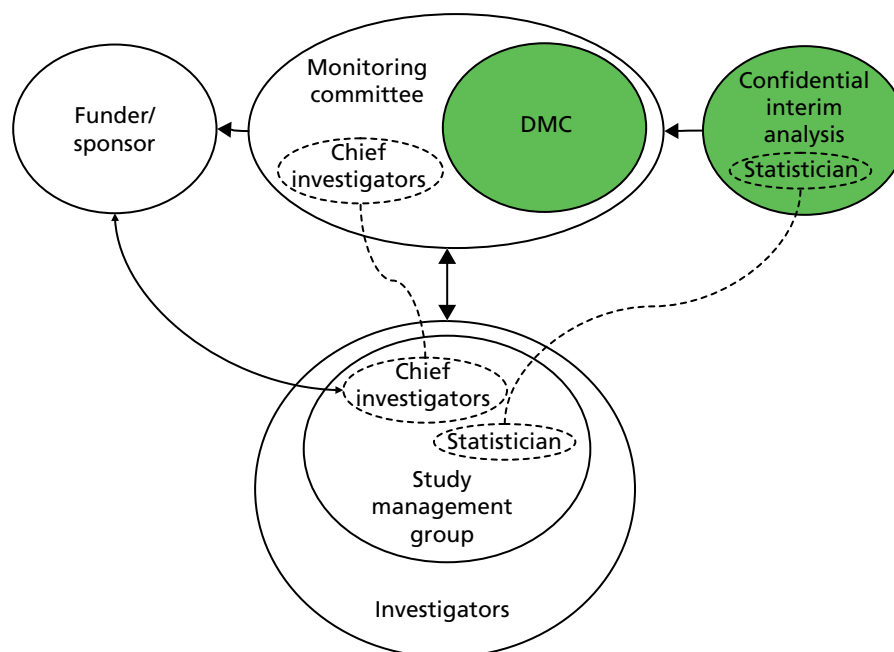 Funder/
sponsor
Monitoring
committee
Chief
investigators
DMC
Confidential
interim
analysis
Statistician
Chief
investigators
Statistician
Study
management
group
Investigators